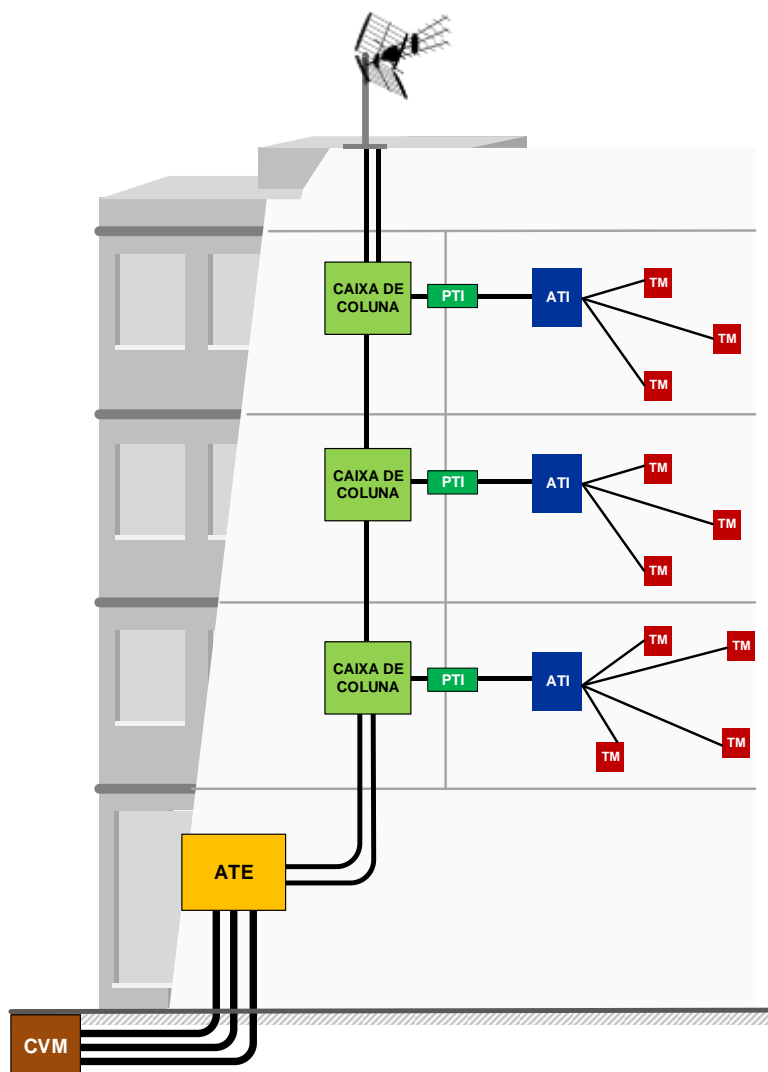 CAIXA DE
COLUNA
PTI
ATI
TM
TM
TM
CAIXA DE
COLUNA
PTI
ATI
TM
TM
TM
CAIXA DE
COLUNA
PTI
ATI
TM
TM
TM
TM
ATE
CVM